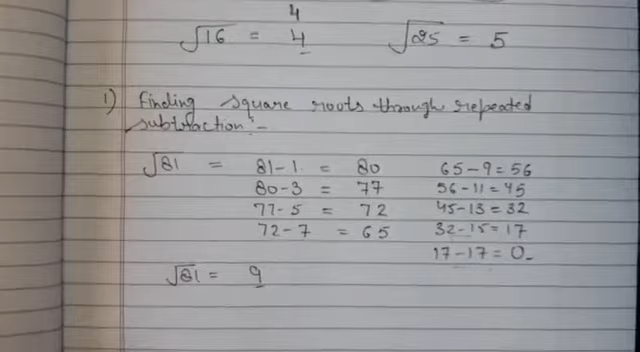 4
√16 = 4    √25 = 5
1) Finding square roots through repeated
subtraction:-
√81 = 81-1 = 80    65-9=56
80-3 = 77    56-11=45
77-5 = 72    45-13=32
72-7 = 65    32-15=17
17-17=0
√81 = 9